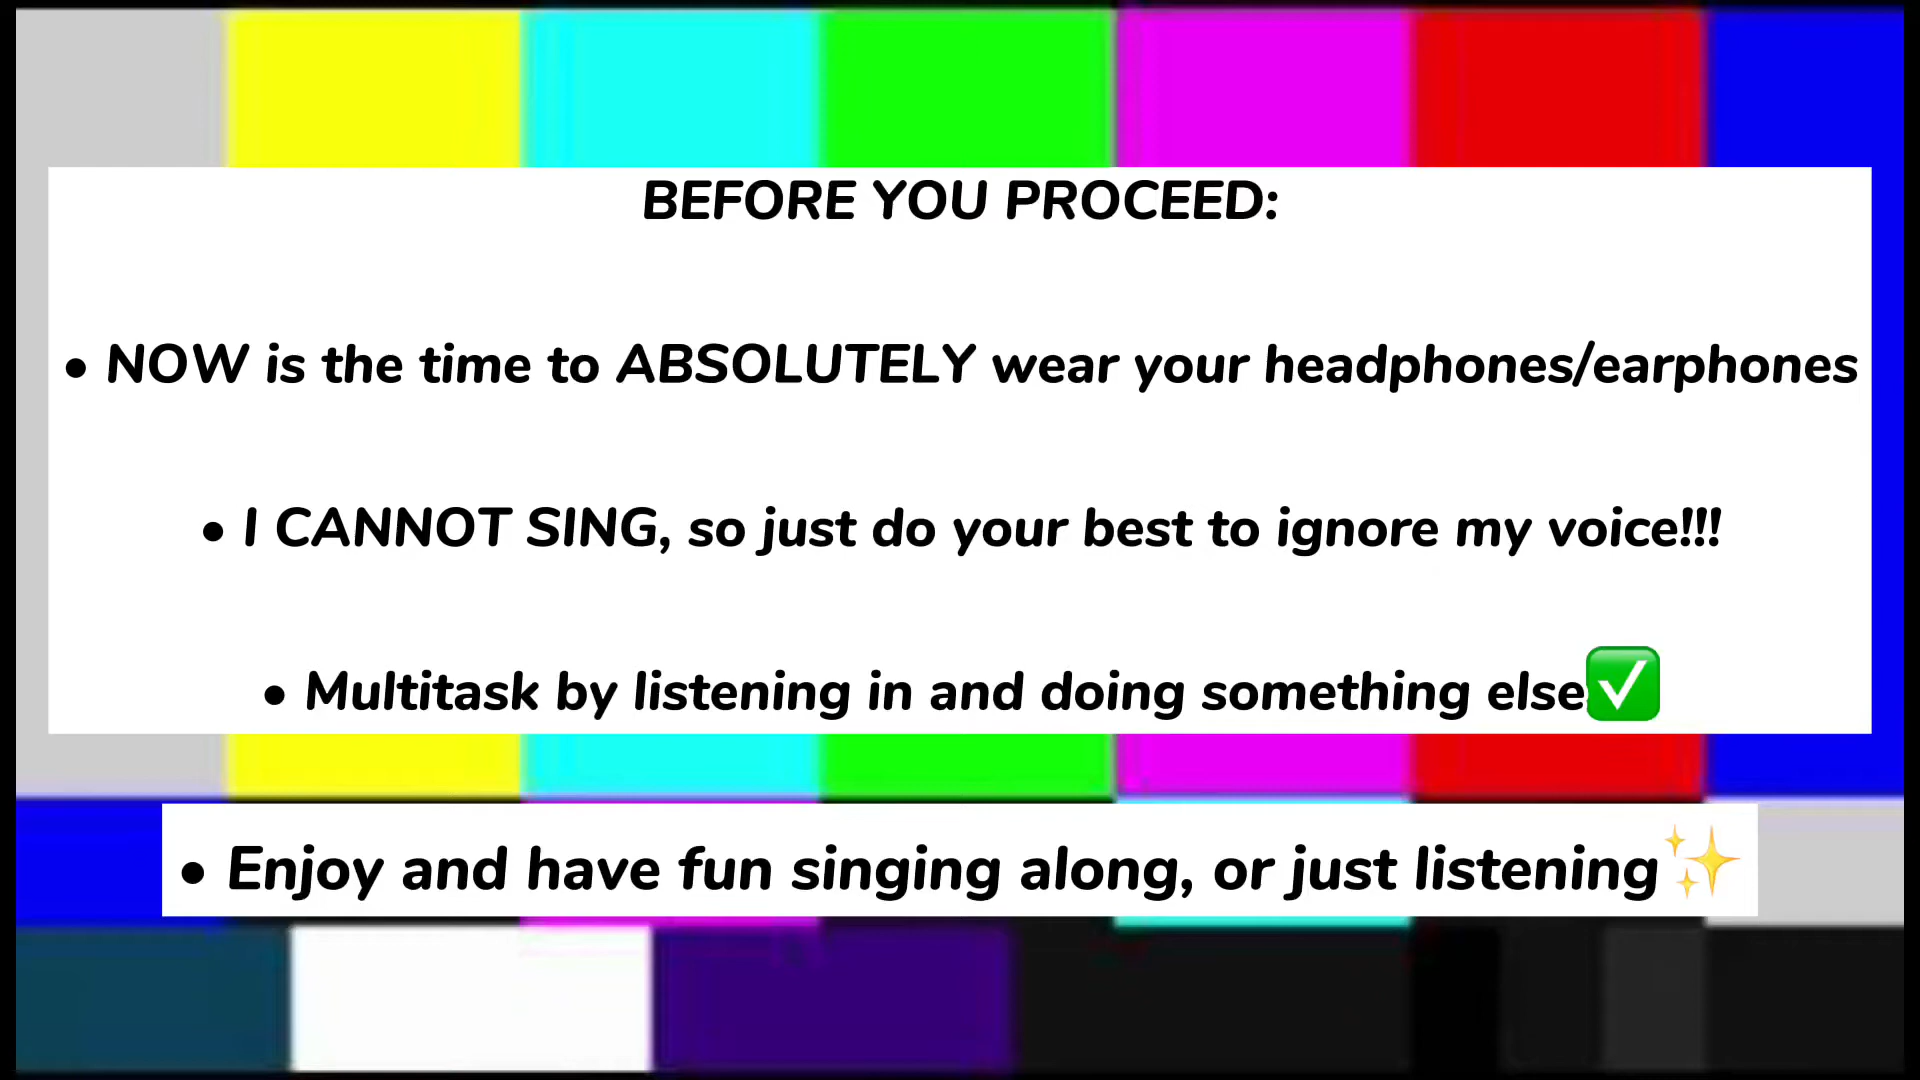 BEFORE YOU PROCEED:
• NOW is the time to ABSOLUTELY wear your headphones/earphones
• I CANNOT SING, so just do your best to ignore my voice!!!
• Multitask by listening in and doing something else✅
• Enjoy and have fun singing along, or just listening✨